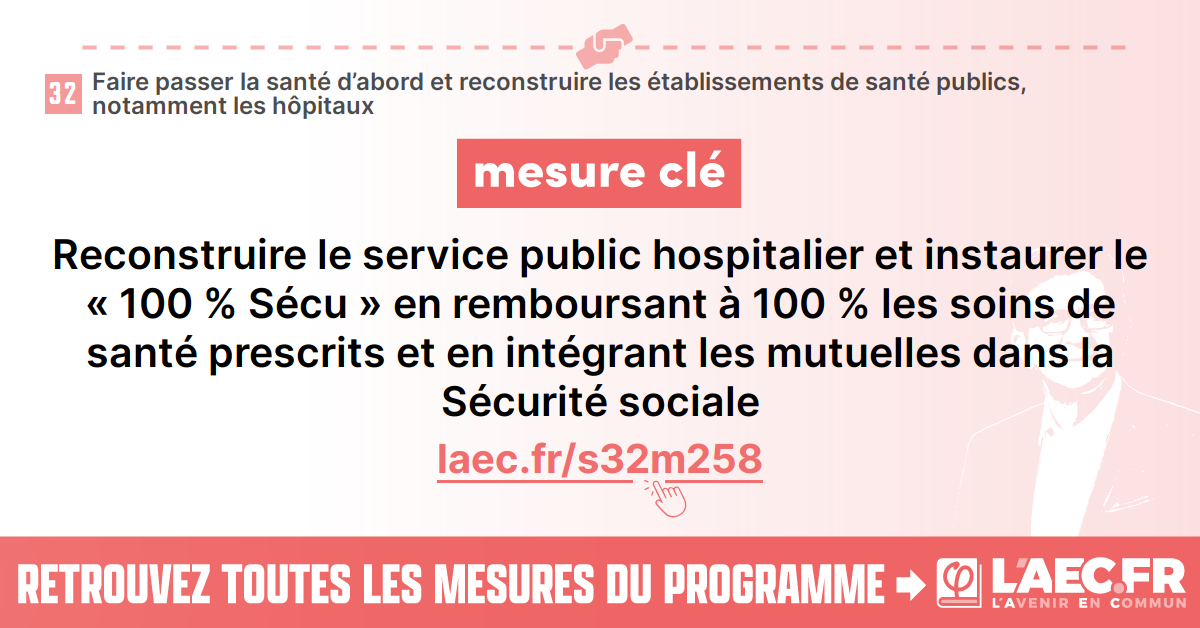 32
Faire passer la santé d’abord et reconstruire les établissements de santé publics,
notamment les hôpitaux
mesure clé
Reconstruire le service public hospitalier et instaurer le
« 100 % Sécu » en remboursant à 100 % les soins de
santé prescrits et en intégrant les mutuelles dans la
Sécurité sociale
laec.fr/s32m258
RETROUVEZ TOUTES LES MESURES DU PROGRAMME
φ
L'AEC.FR
L'AVENIR EN COMMUN